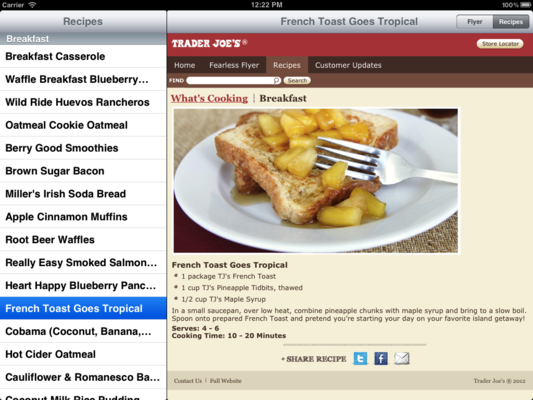 Carrier 12:22 PM 100%
Recipes
French Toast Goes Tropical
Flyer Recipes
Breakfast
Breakfast Casserole
Waffle Breakfast Blueberry...
Wild Ride Huevos Rancheros
Oatmeal Cookie Oatmeal
Berry Good Smoothies
Brown Sugar Bacon
Miller's Irish Soda Bread
Apple Cinnamon Muffins
Root Beer Waffles
Really Easy Smoked Salmon...
Heart Happy Blueberry Panc...
French Toast Goes Tropical
Cobama (Coconut, Banana,...
Hot Cider Oatmeal
Cauliflower & Romanesco Ba...
Coconut Milk Rice Pudding
TRADER JOE'S®
Store Locator
Home Fearless Flyer Recipes Customer Updates
FIND Search
What's Cooking | Breakfast
French Toast Goes Tropical
* 1 package TJ's French Toast
* 1 cup TJ's Pineapple Tidbits, thawed
* 1/2 cup TJ's Maple Syrup
In a small saucepan, over low heat, combine pineapple chunks with maple syrup and bring to a slow boil.
Spoon onto prepared French Toast and pretend you're starting your day on your favorite island getaway!
Serves: 4 - 6
Cooking Time: 10 - 20 Minutes
+ SHARE RECIPE
Contact Us | Full Website
Trader Joe's ® 2012